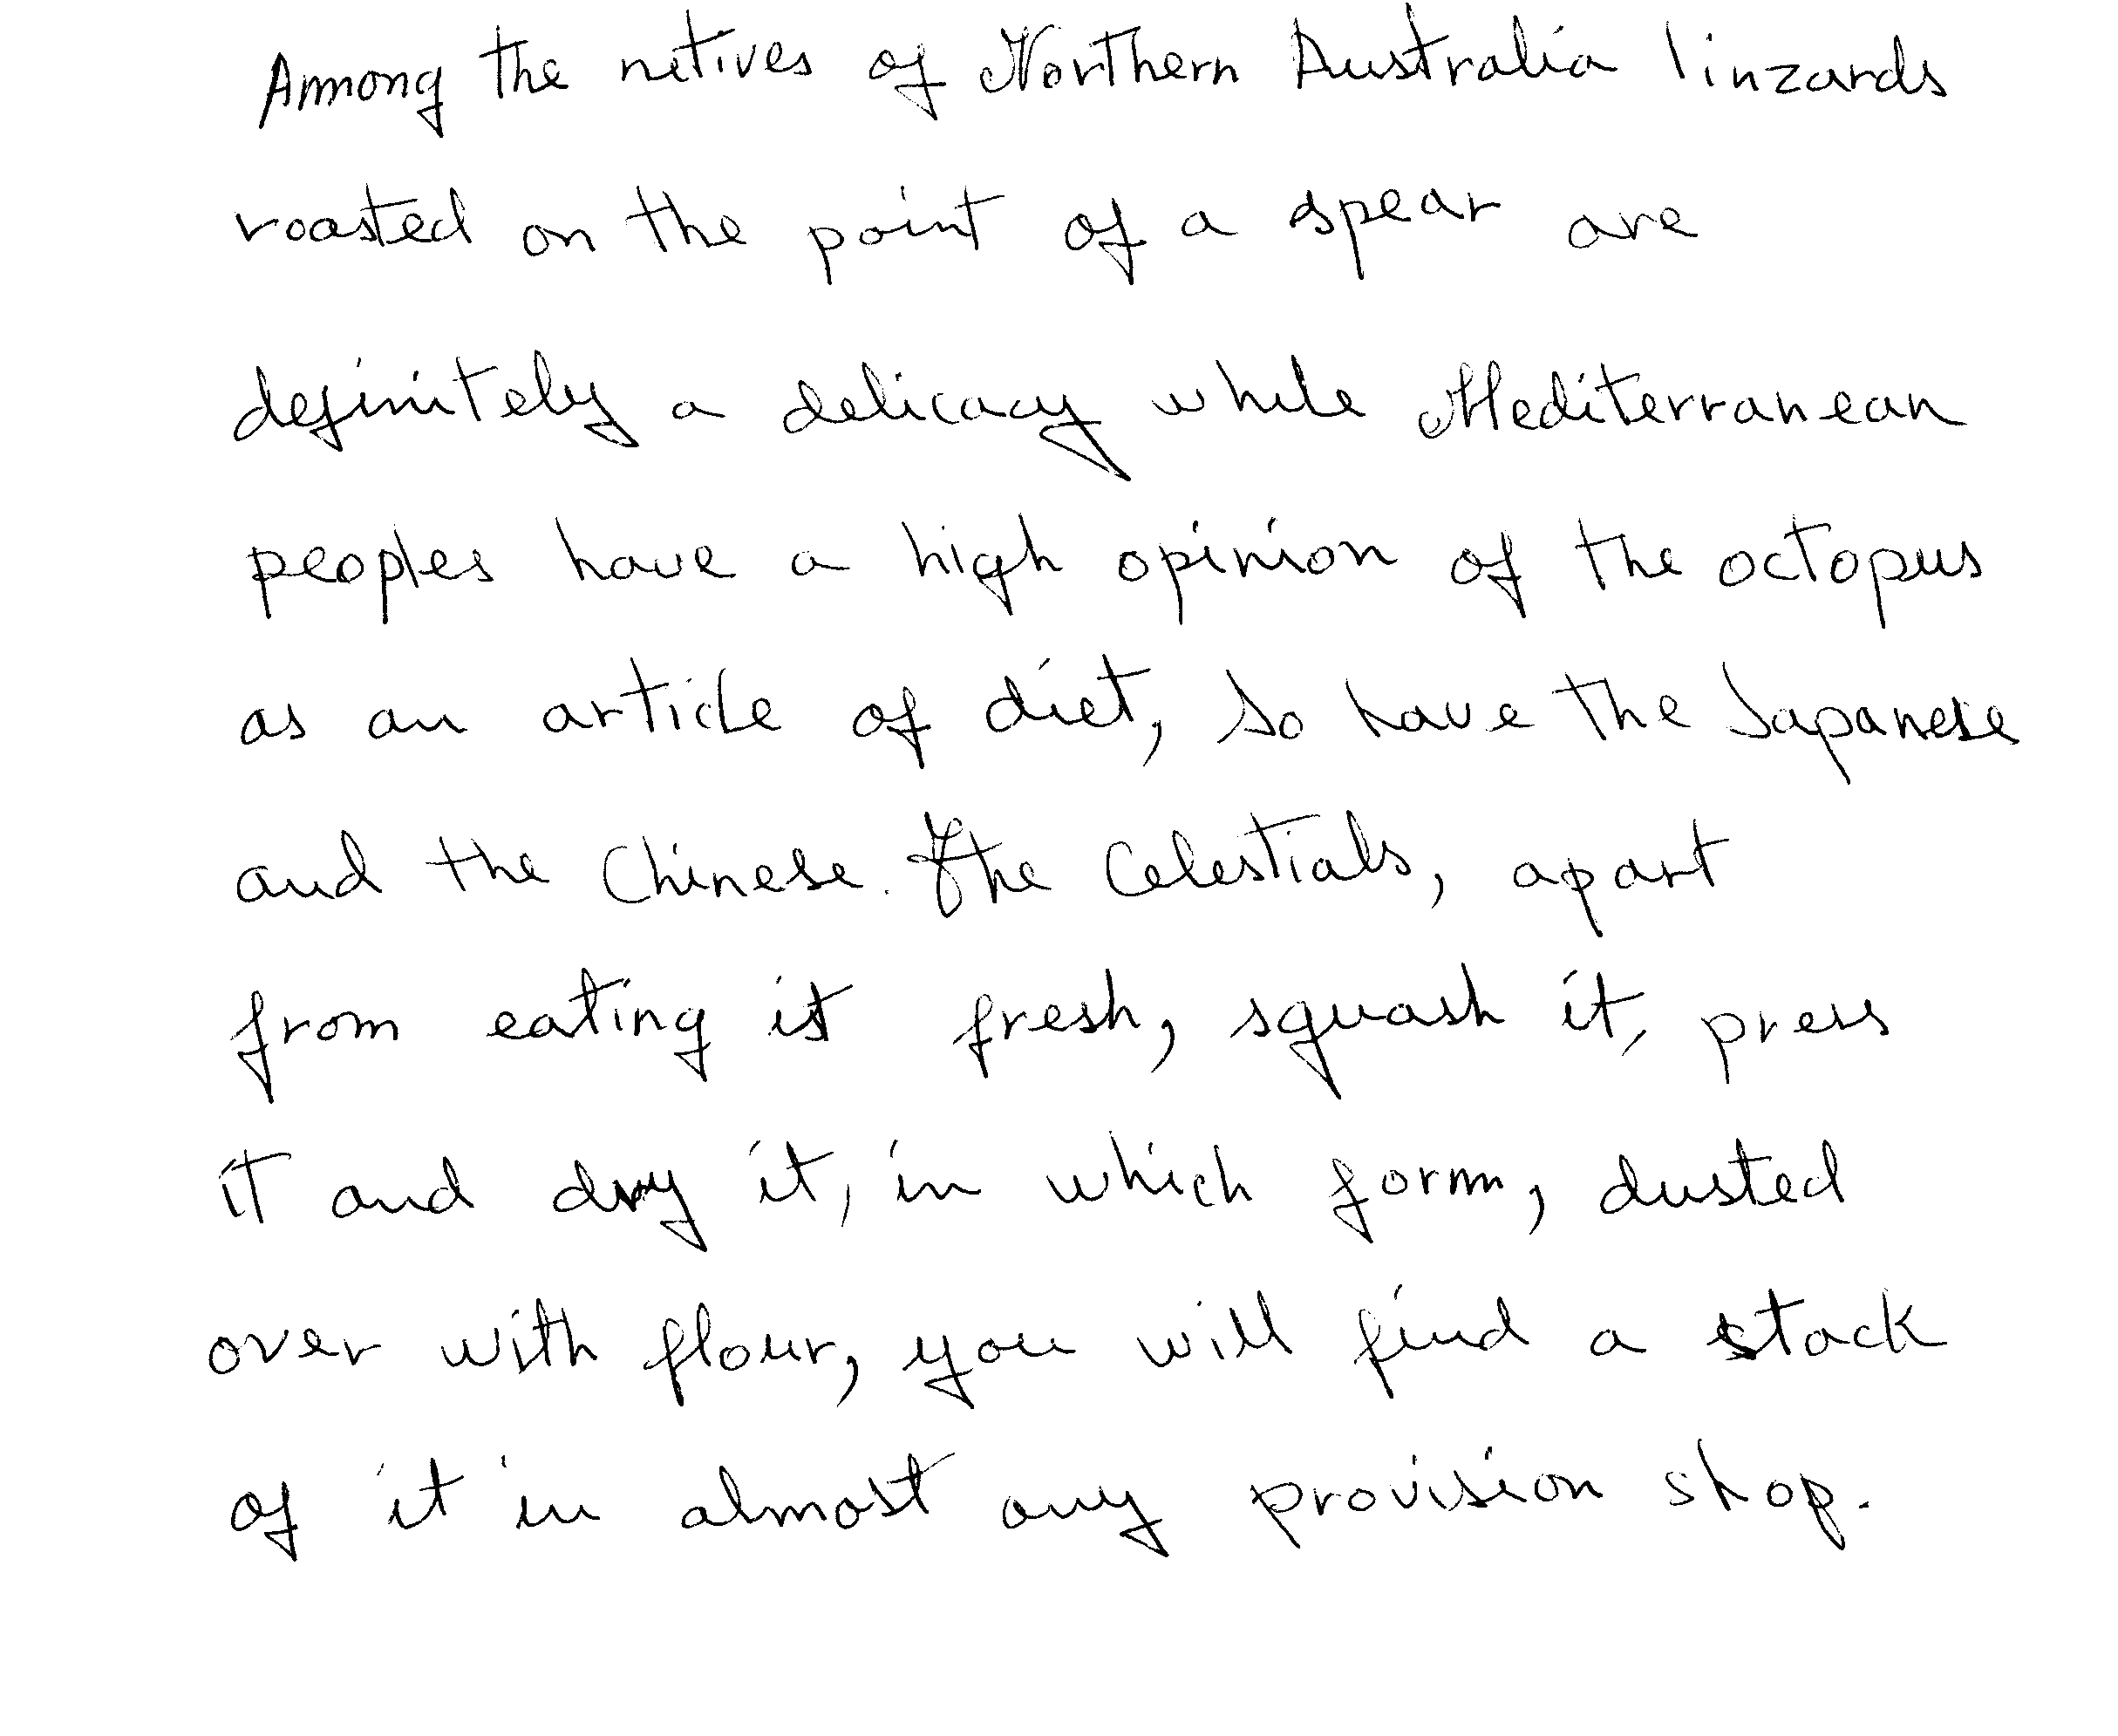 Ammong the netives of Northern Australia linzards
roasted on the point of a spear are
definitely a delicacy while Mediterranean
peoples have a high opinion of the octopus
as an article of diet, so have the Japanese
and the Chinese. The Celestials, apart
from eating it fresh, squash it, press
it and dry it, in which form, dusted
over with flour, you will find a stack
of it in almost any provision shop.